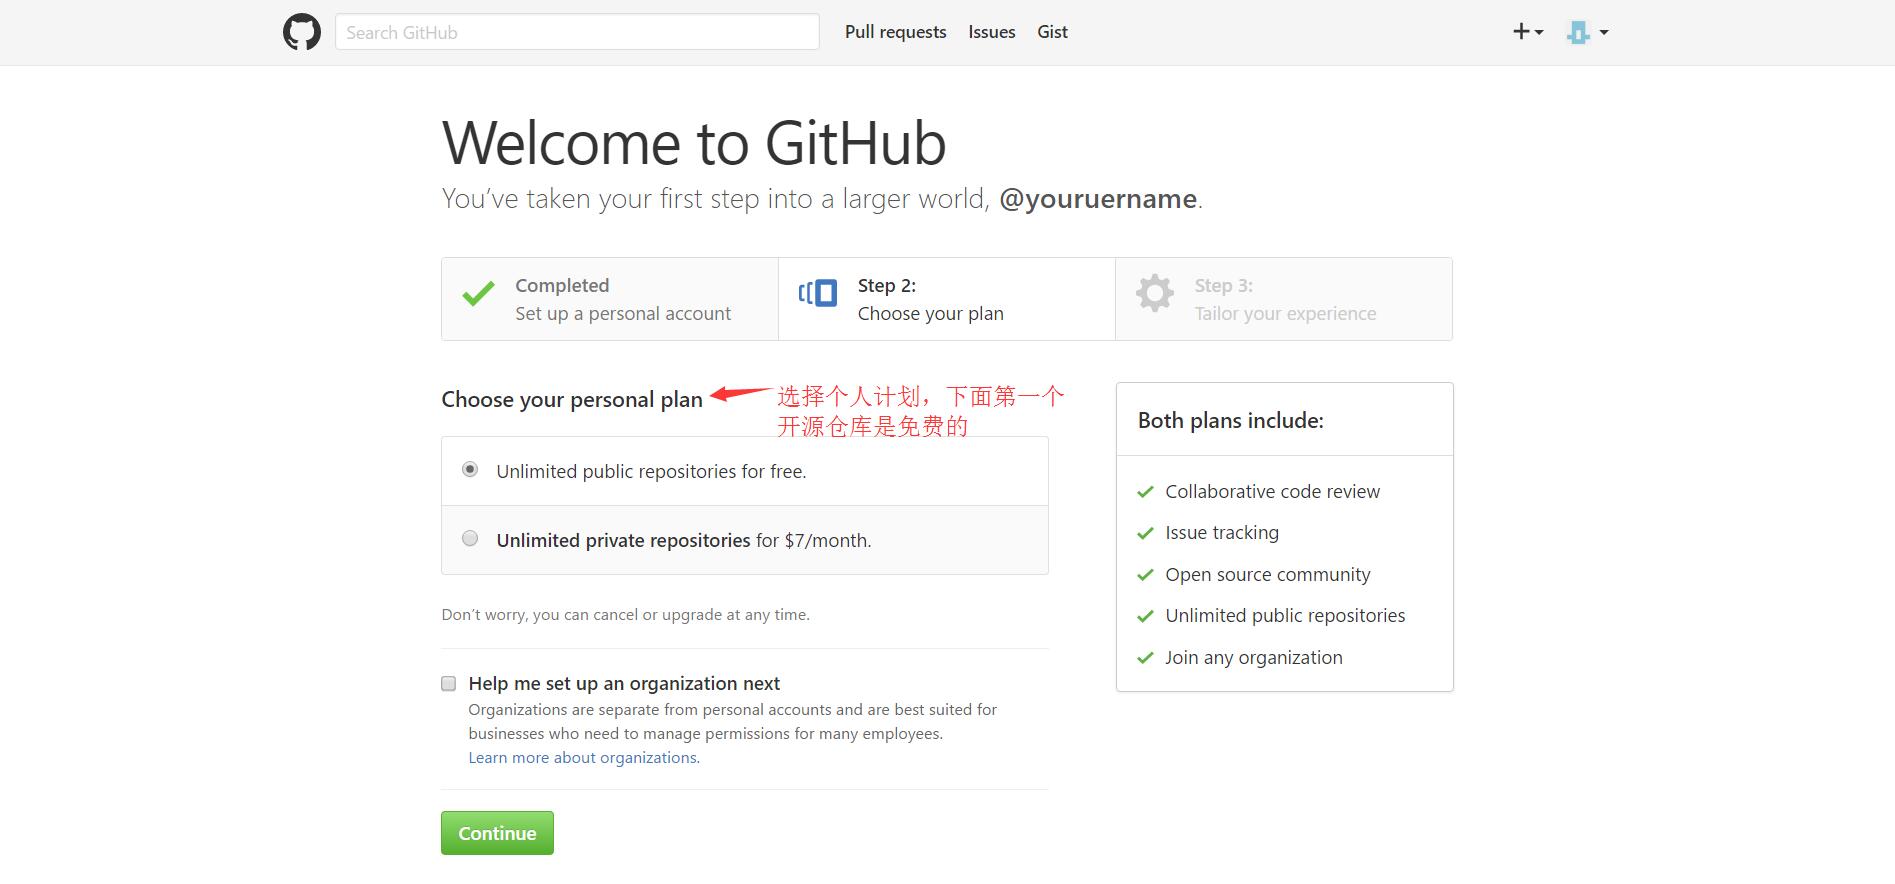 Search GitHub
Pull requests
Issues
Gist
Welcome to GitHub
You’ve taken your first step into a larger world, @youruername.
Completed
Set up a personal account
Step 2:
Choose your plan
Step 3:
Tailor your experience
Choose your personal plan
选择个人计划，下面第一个
开源仓库是免费的
Unlimited public repositories for free.
Unlimited private repositories for $7/month.
Don’t worry, you can cancel or upgrade at any time.
Help me set up an organization next
Organizations are separate from personal accounts and are best suited for
businesses who need to manage permissions for many employees.
Learn more about organizations.
Continue
Both plans include:
Collaborative code review
Issue tracking
Open source community
Unlimited public repositories
Join any organization